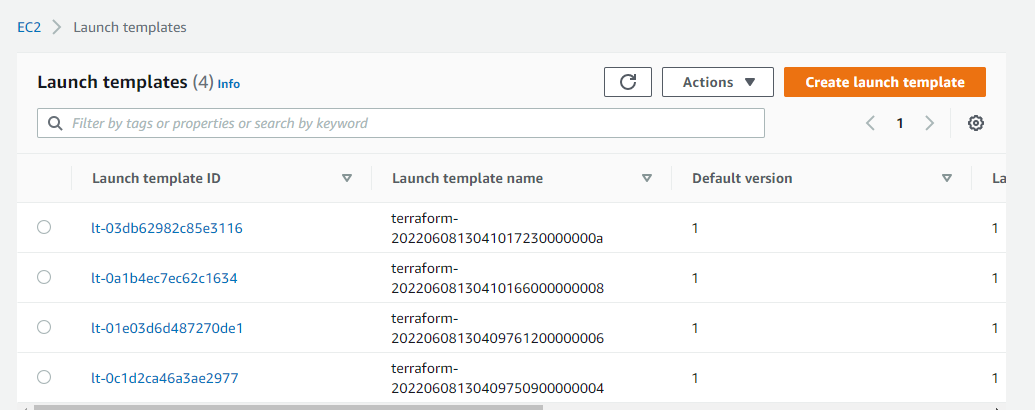 EC2 > Launch templates
Launch templates (4) Info
Actions
Create launch template
Filter by tags or properties or search by keyword
1
Launch template ID Launch template name Default version La
lt-03db62982c85e3116 terraform-2022060813041017230000000a 1 1
lt-0a1b4ec7ec62c1634 terraform-20220608130410166000000008 1 1
lt-01e03d6d487270de1 terraform-20220608130409761200000006 1 1
lt-0c1d2ca46a3ae2977 terraform-20220608130409750900000004 1 1